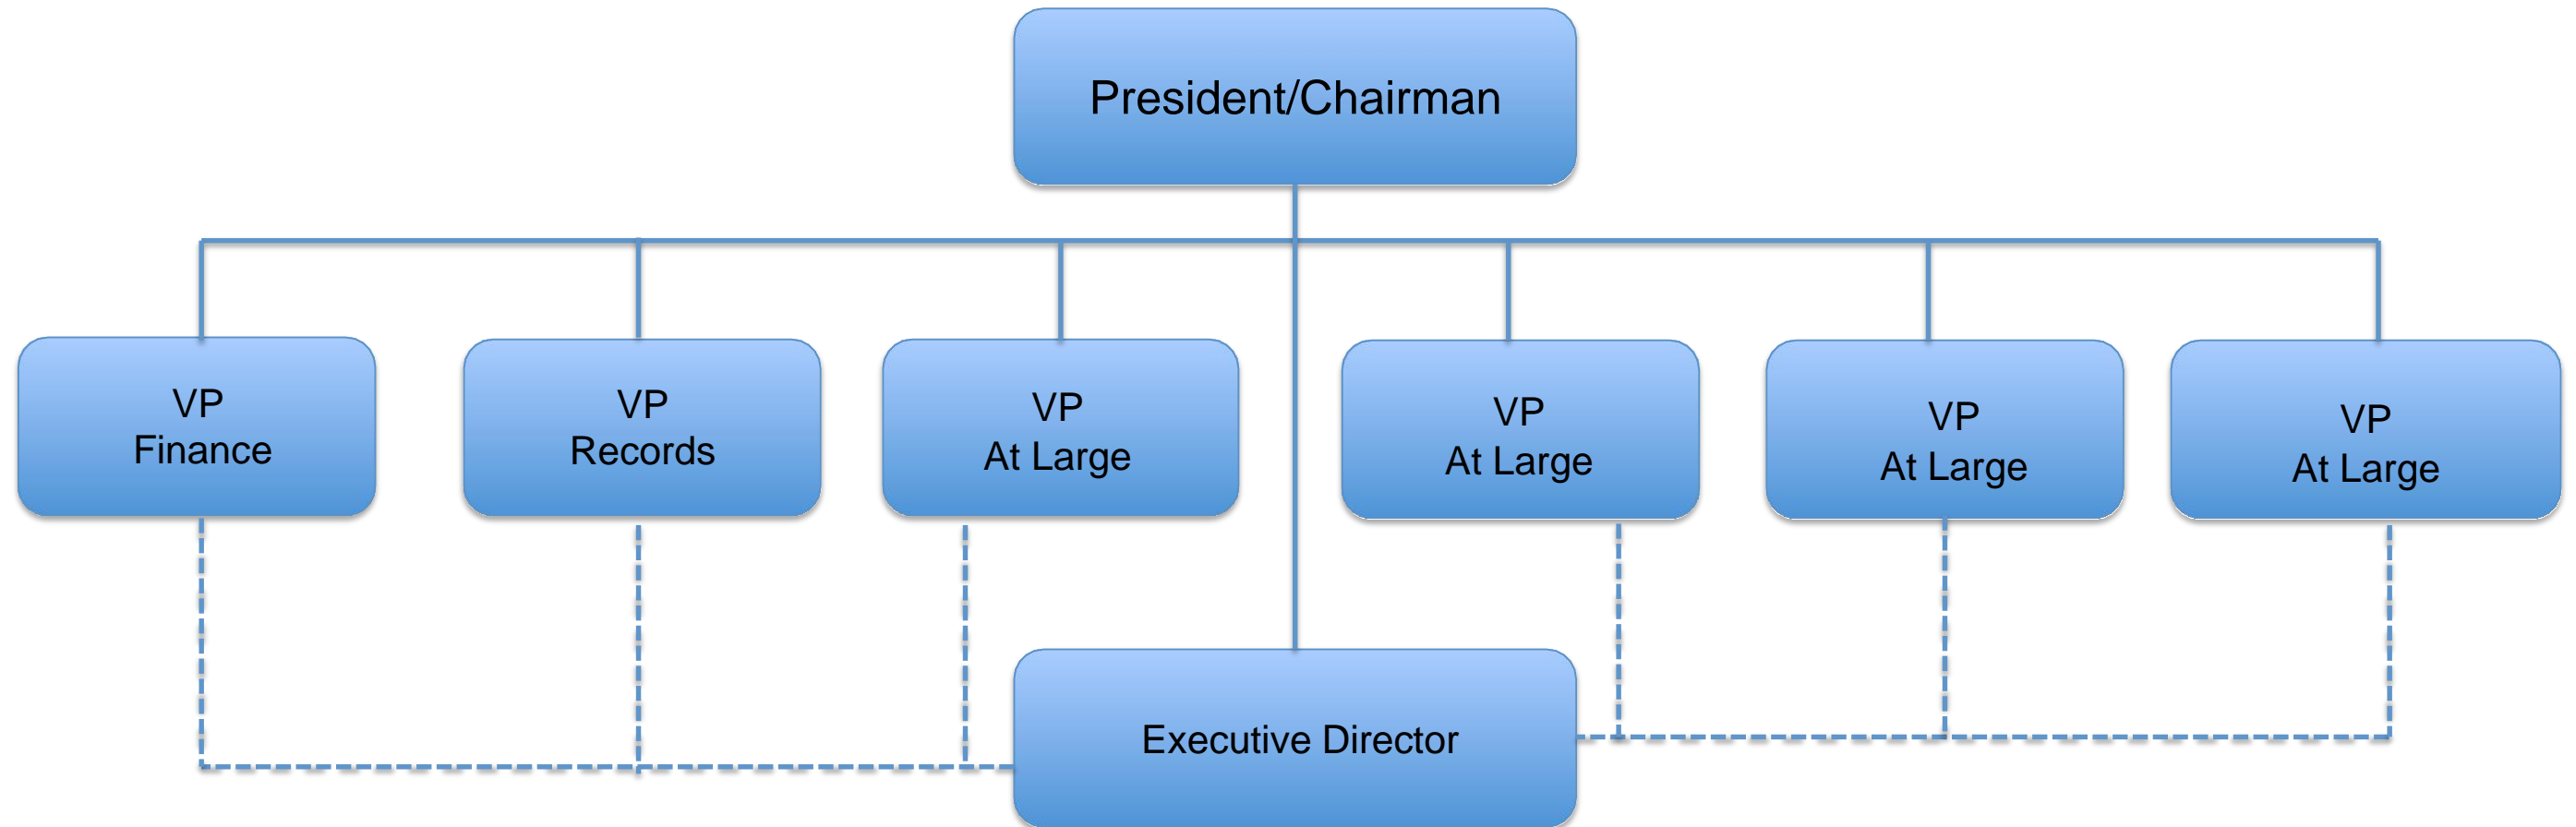 President/Chairman
VP
Finance
VP
Records
VP
At Large
VP
At Large
VP
At Large
VP
At Large
Executive Director